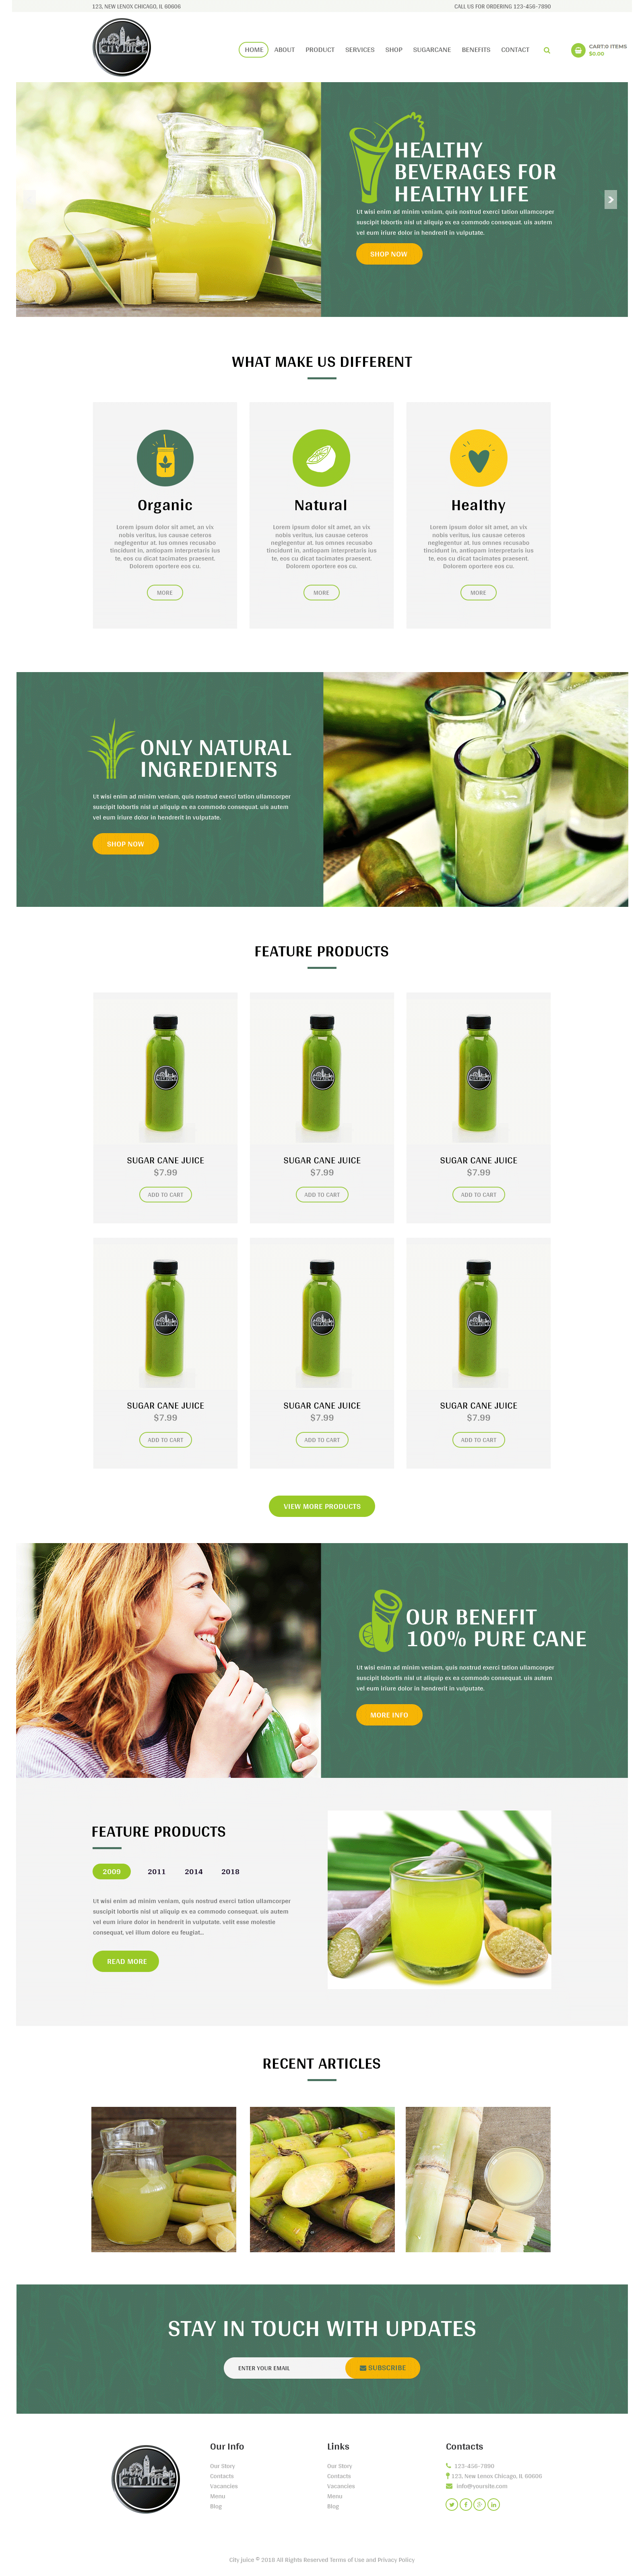 123, NEW LENOX CHICAGO, IL 60606
CALL US FOR ORDERING 123-456-7890
CITY JUICE
HOME ABOUT PRODUCT SERVICES SHOP SUGARCANE BENEFITS CONTACT
CART:0 ITEMS
$0.00
HEALTHY
BEVERAGES FOR
HEALTHY LIFE
Ut wisi enim ad minim veniam, quis nostrud exerci tation ullamcorper
suscipit lobortis nisl ut aliquip ex ea commodo consequat. uis autem
vel eum iriure dolor in hendrerit in vulputate.
SHOP NOW
WHAT MAKE US DIFFERENT
Organic
Lorem ipsum dolor sit amet, an vis
noblis veritus, ius causae ceteros
neglegentur at. Ius omnes recusabo
tincidunt in, antiopam interpretaris ius
te, eos cu dicat tacimates praesent.
Dolorem oportere eos cu.
MORE
Natural
Lorem ipsum dolor sit amet, an vis
noblis veritus, ius causae ceteros
neglegentur at. Ius omnes recusabo
tincidunt in, antiopam interpretaris ius
te, eos cu dicat tacimates praesent.
Dolorem oportere eos cu.
MORE
Healthy
Lorem ipsum dolor sit amet, an vis
noblis veritus, ius causae ceteros
neglegentur at. Ius omnes recusabo
tincidunt in, antiopam interpretaris ius
te, eos cu dicat tacimates praesent.
Dolorem oportere eos cu.
MORE
ONLY NATURAL
INGREDIENTS
Ut wisi enim ad minim veniam, quis nostrud exerci tation ullamcorper
suscipit lobortis nisl ut aliquip ex ea commodo consequat. uis autem
vel eum iriure dolor in hendrerit in vulputate.
SHOP NOW
FEATURE PRODUCTS
CITY JUICE
SUGAR CANE JUICE
$7.99
ADD TO CART
CITY JUICE
SUGAR CANE JUICE
$7.99
ADD TO CART
CITY JUICE
SUGAR CANE JUICE
$7.99
ADD TO CART
CITY JUICE
SUGAR CANE JUICE
$7.99
ADD TO CART
CITY JUICE
SUGAR CANE JUICE
$7.99
ADD TO CART
CITY JUICE
SUGAR CANE JUICE
$7.99
ADD TO CART
VIEW MORE PRODUCTS
OUR BENEFIT
100% PURE CANE
Ut wisi enim ad minim veniam, quis nostrud exerci tation ullamcorper
suscipit lobortis nisl ut aliquip ex ea commodo consequat. uis autem
vel eum iriure dolor in hendrerit in vulputate.
MORE INFO
FEATURE PRODUCTS
2009 2011 2014 2018
Ut wisi enim ad minim veniam, quis nostrud exerci tation ullamcorper
suscipit lobortis nisl ut aliquip ex ea commodo consequat. uis autem
vel eum iriure dolor in hendrerit in vulputate. velit esse molestie
consequat, vel illum dolore eu feugiat...
READ MORE
RECENT ARTICLES
STAY IN TOUCH WITH UPDATES
ENTER YOUR EMAIL
SUBSCRIBE
CITY JUICE
Our Info
Our Story
Contacts
Vacancies
Menu
Blog
Links
Our Story
Contacts
Vacancies
Menu
Blog
Contacts
123-456-7890
123, New Lenox Chicago, IL 60606
info@yoursite.com
City juice © 2018 All Rights Reserved Terms of Use and Privacy Policy